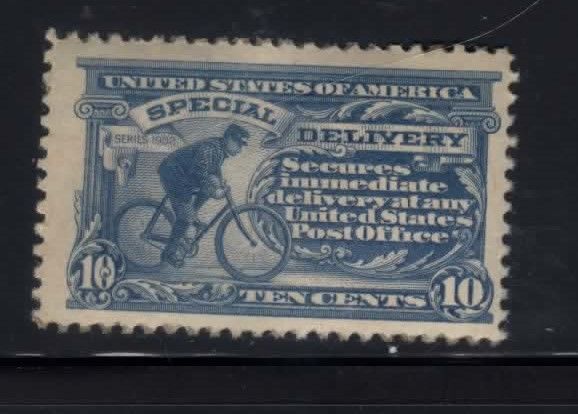 UNITED STATES OF AMERICA
SPECIAL DELIVERY
SERIES 1902
Secures
immediate
delivery at any
United States
Post Office
10 TEN CENTS 10